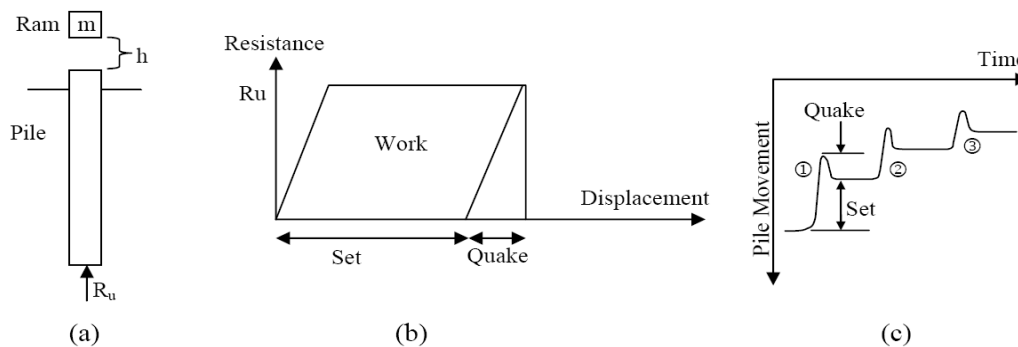 Ram
m
h
Pile
Ru
(a)
Resistance
Ru
Work
Displacement
Set
Quake
(b)
Time
Quake
①
②
③
Set
Pile Movement
(c)